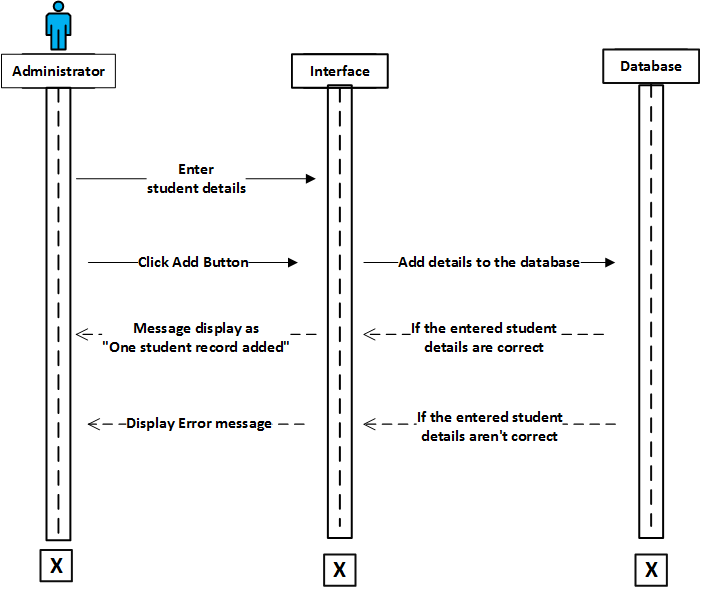 Administrator
Interface
Database
Enter
student details
Click Add Button
Add details to the database
Message display as
"One student record added"
If the entered student
details are correct
Display Error message
If the entered student
details aren't correct
X
X
X